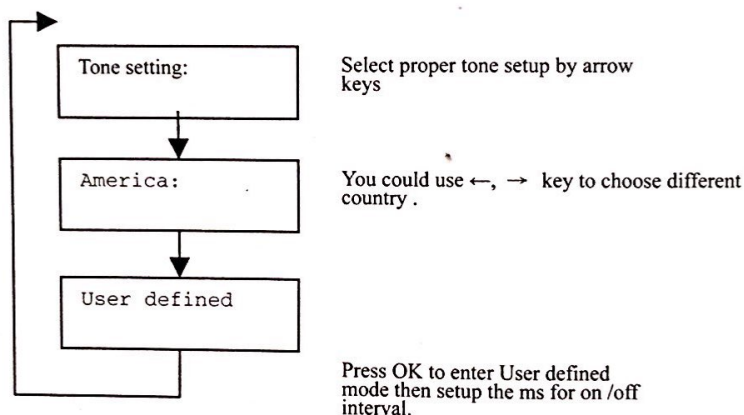 Tone setting:
Select proper tone setup by arrow
keys
America:
You could use ←, → key to choose different
country .
User defined
Press OK to enter User defined
mode then setup the ms for on /off
interval.